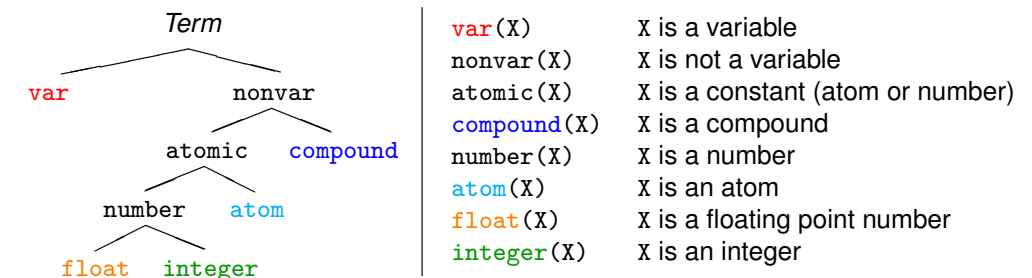 Term
var nonvar
atomic compound
number atom
float integer
var(X) X is a variable
nonvar(X) X is not a variable
atomic(X) X is a constant (atom or number)
compound(X) X is a compound
number(X) X is a number
atom(X) X is an atom
float(X) X is a floating point number
integer(X) X is an integer